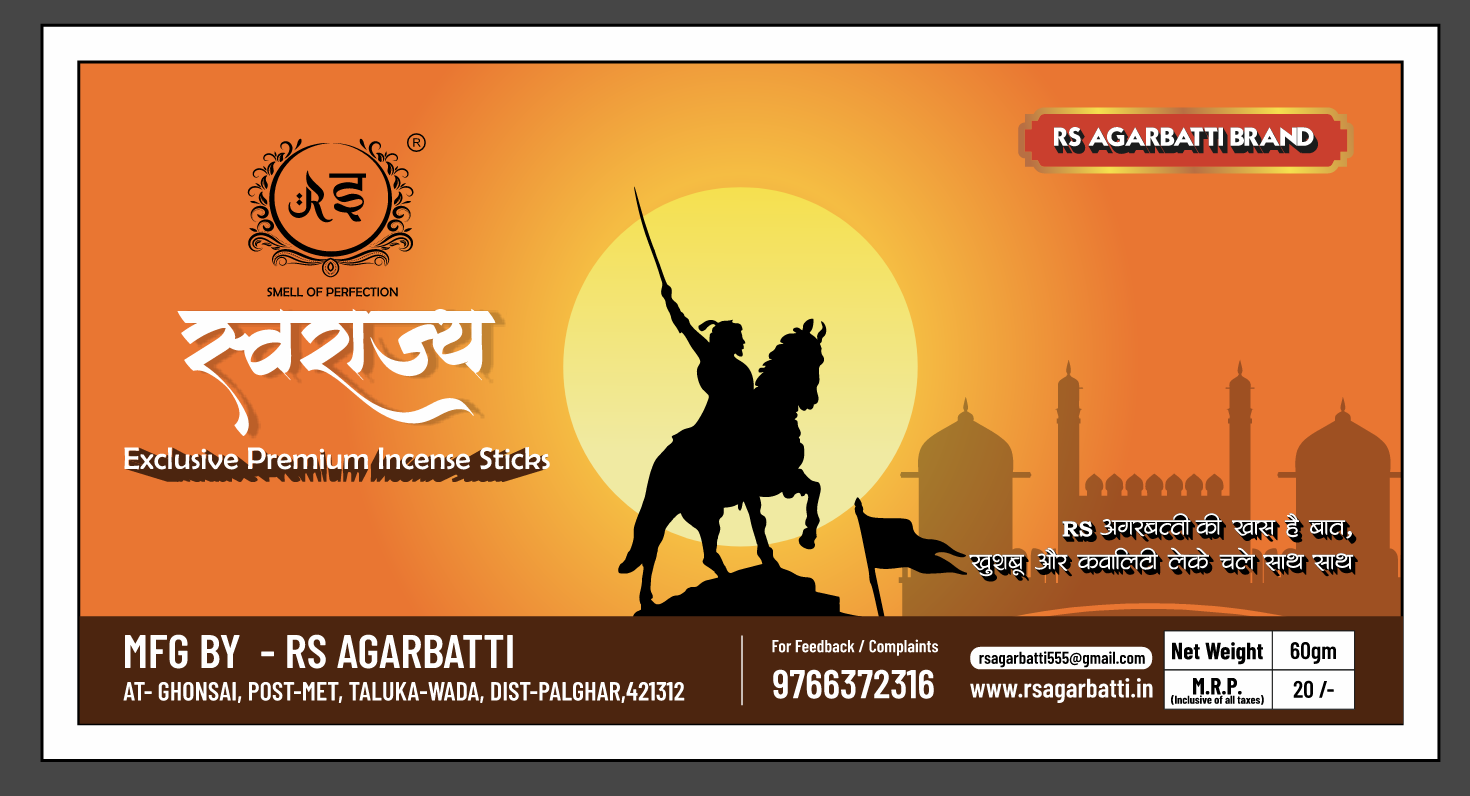 ®
RS AGARBATTI BRAND
SMELL OF PERFECTION
स्वराज्य
Exclusive Premium Incense Sticks
RS अगरबत्ती की खास है बात,
खुशबू और कवालिटी लेके चले साथ साथ
MFG BY - RS AGARBATTI
AT- GHONSAI, POST-MET, TALUKA-WADA, DIST-PALGHAR,421312
For Feedback / Complaints
9766372316
rsagarbatti555@gmail.com
www.rsagarbatti.in
Net Weight 60gm
M.R.P. 20 /-
(Inclusive of all taxes)